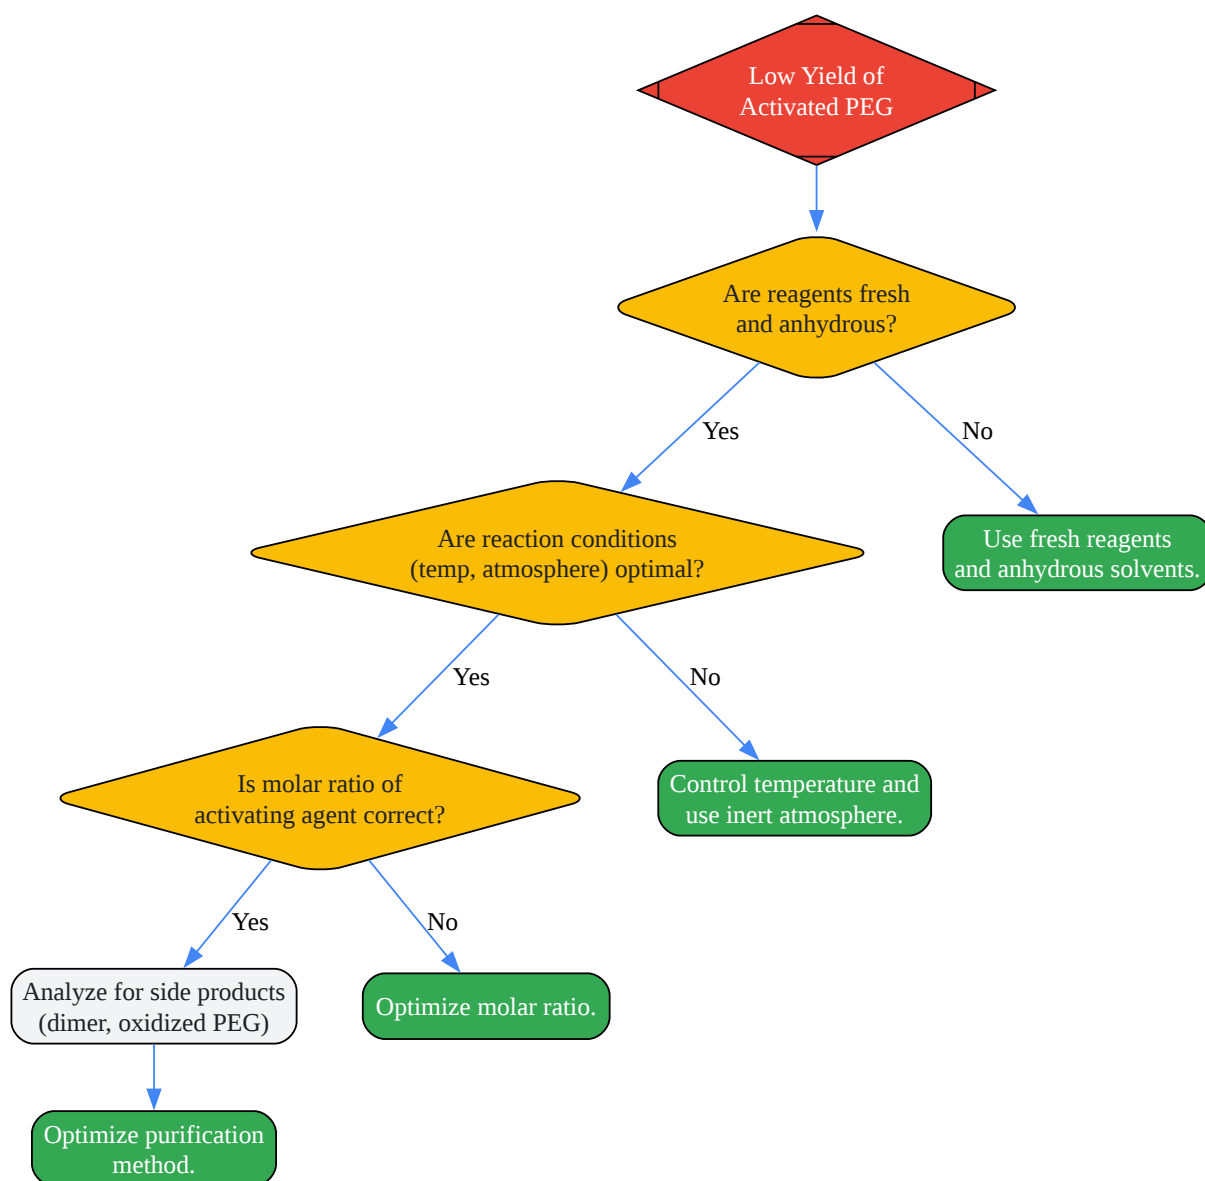 Low Yield of
Activated PEG
Are reagents fresh
and anhydrous?
Yes
No
Are reaction conditions
(temp, atmosphere) optimal?
Use fresh reagents
and anhydrous solvents.
Yes
No
Is molar ratio of
activating agent correct?
Control temperature and
use inert atmosphere.
Yes
No
Analyze for side products
(dimer, oxidized PEG)
Optimize molar ratio.
Optimize purification
method.